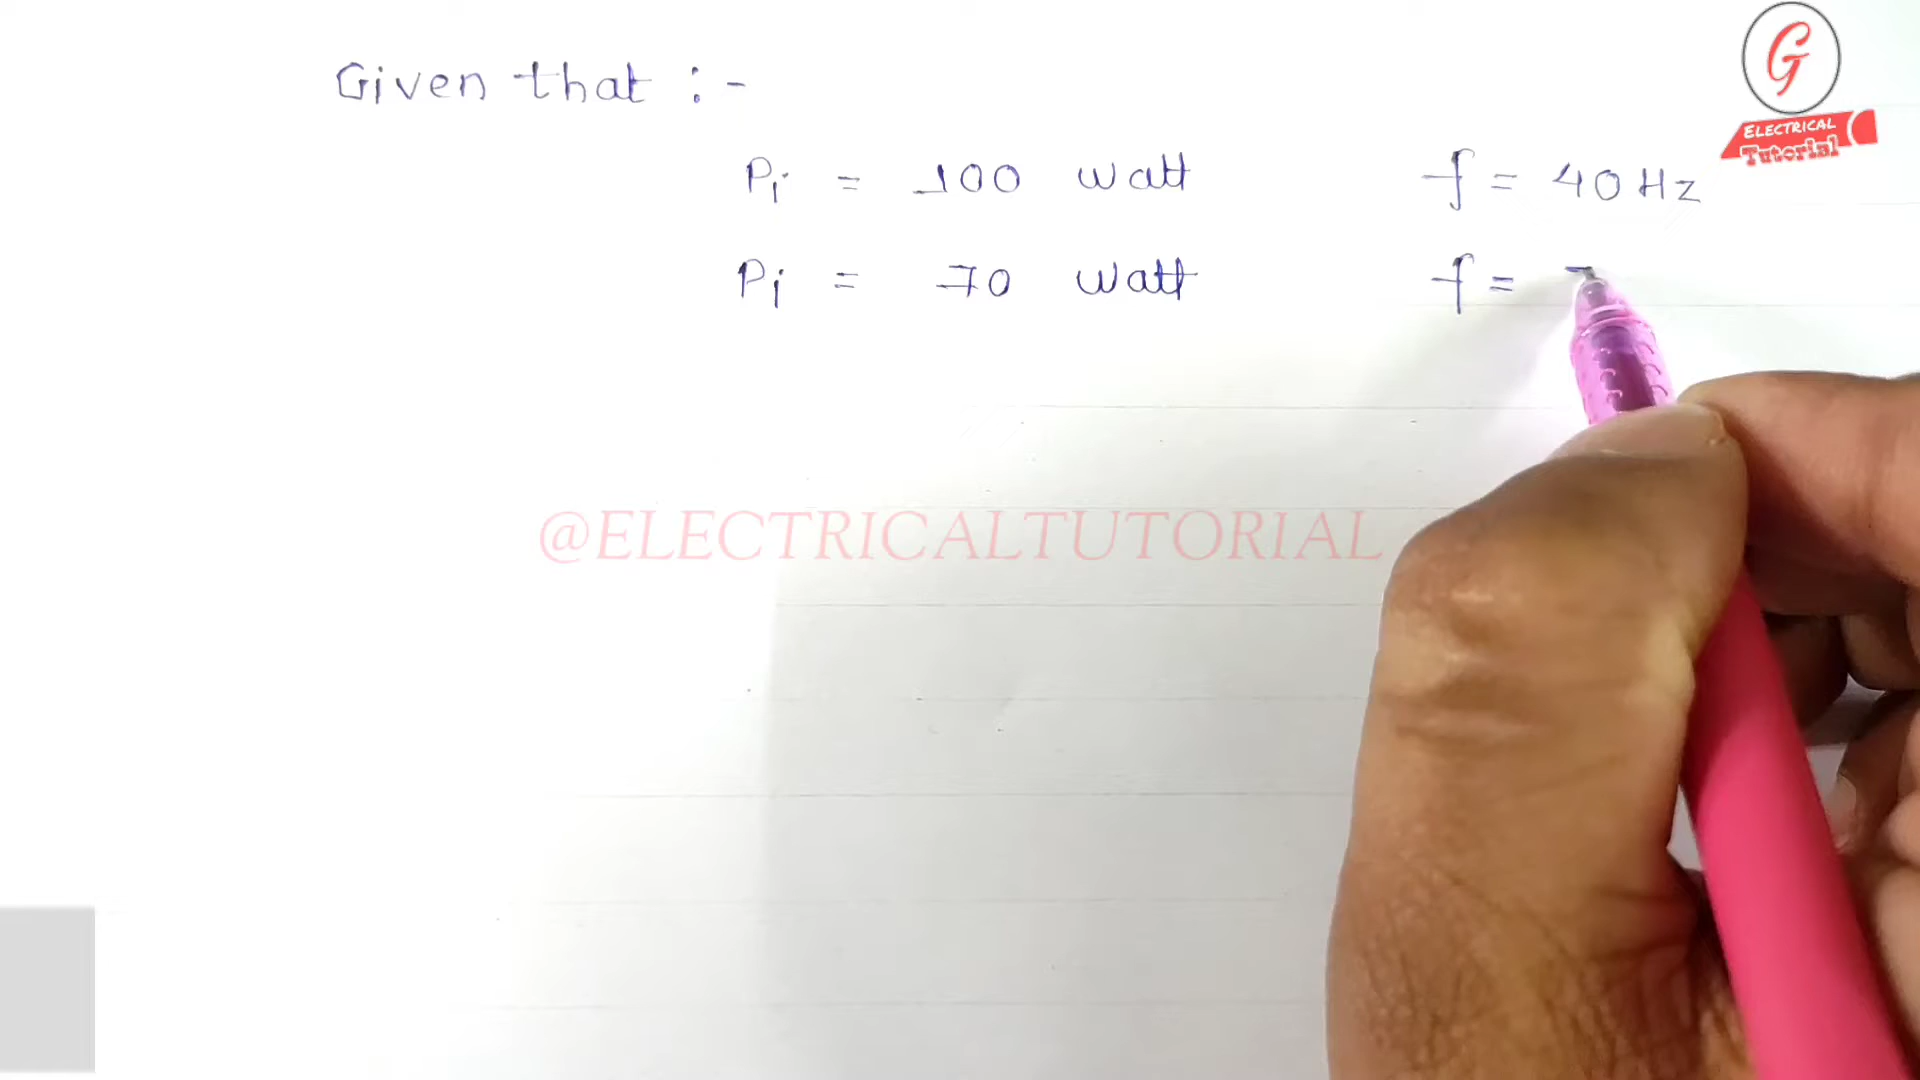 Given that :-
Pi = 100 watt f = 40 Hz
Pi = 70 watt f =
@ELECTRICALTUTORIAL
G
ELECTRICAL
Tutorial